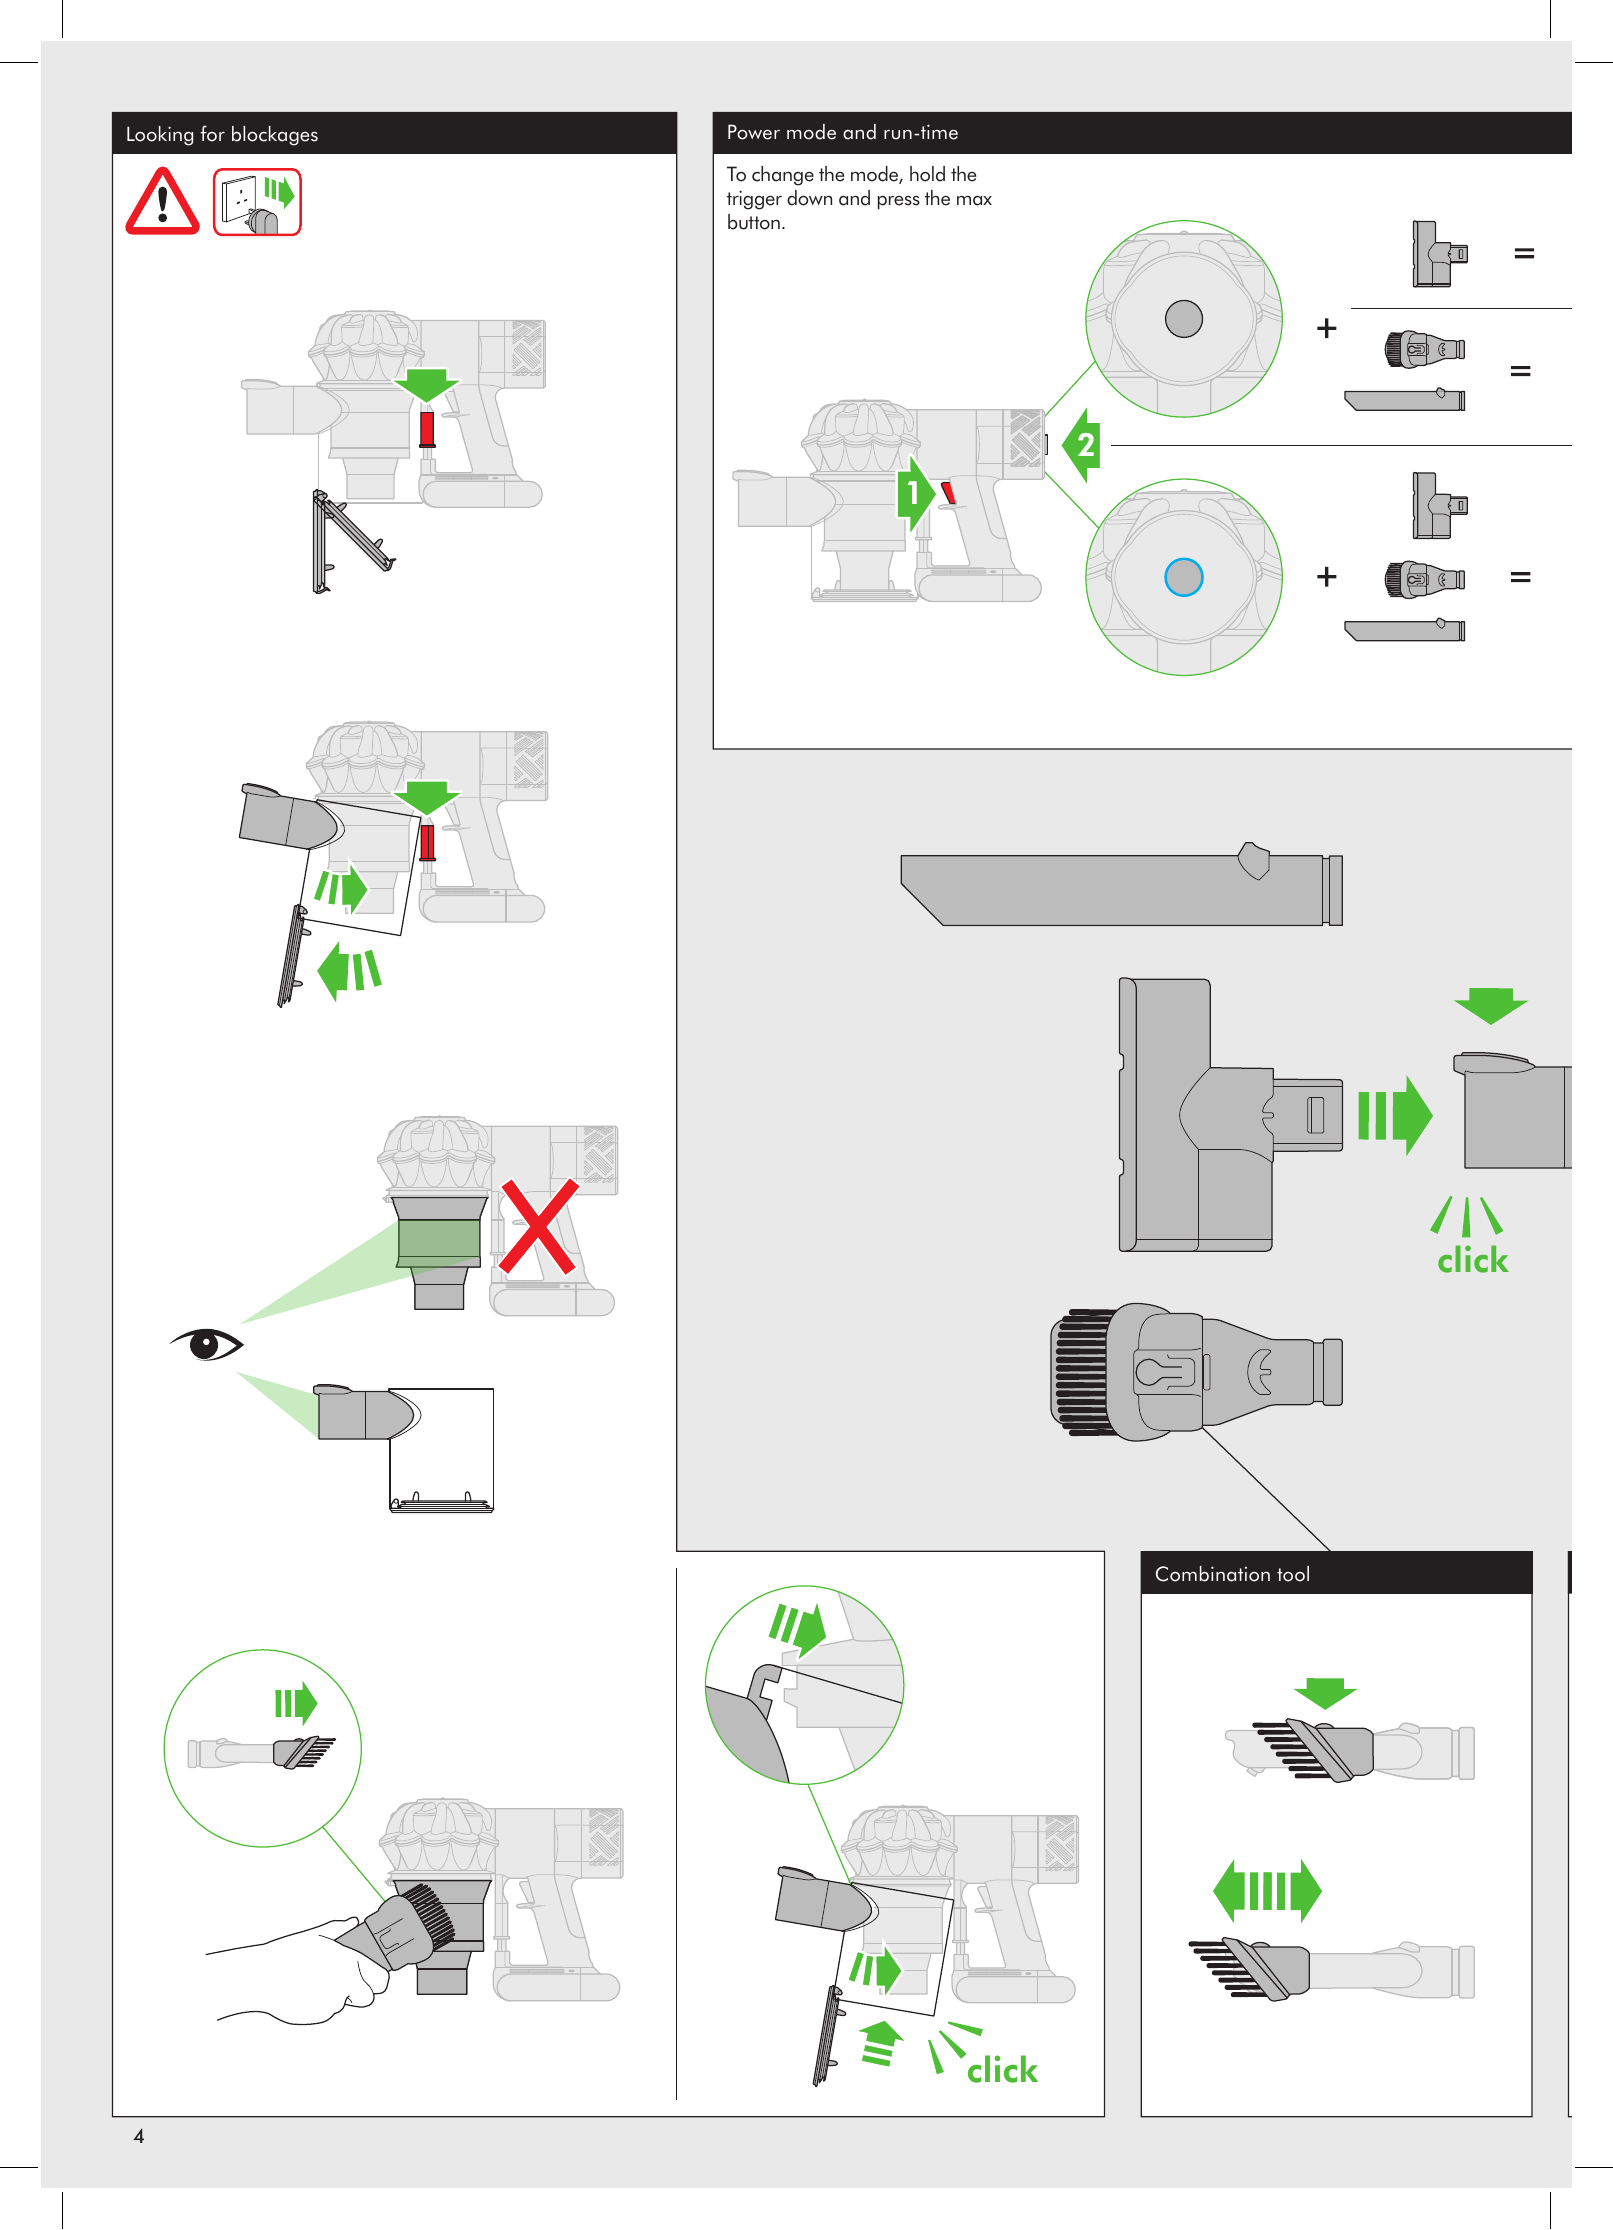 Looking for blockages
Power mode and run-time
To change the mode, hold the
trigger down and press the max
button.
=
+
=
2
1
+
=
click
Combination tool
click
4